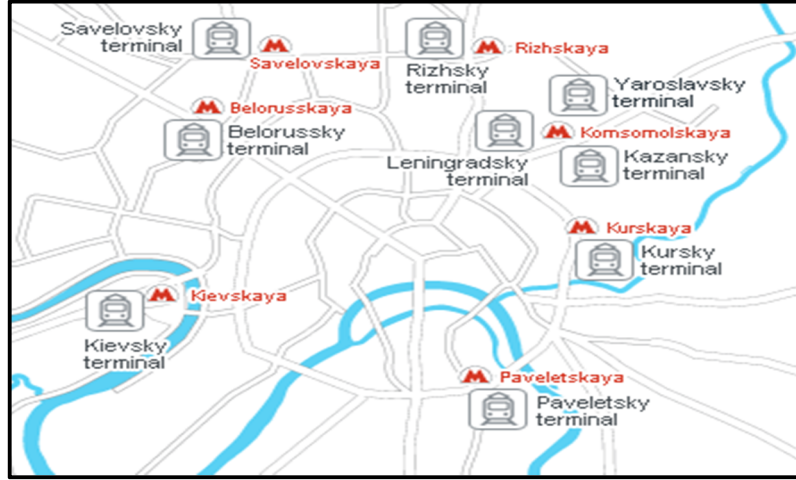 Savelovsky
terminal
Savelovskaya
Rizhskaya
Rizhsky
terminal
Yaroslavsky
terminal
Belorusskaya
Belorussky
terminal
Komsomolskaya
Leningradsky
terminal
Kazansky
terminal
Kurskaya
Kursky
terminal
Kievskaya
Kievsky
terminal
Paveletskaya
Paveletsky
terminal